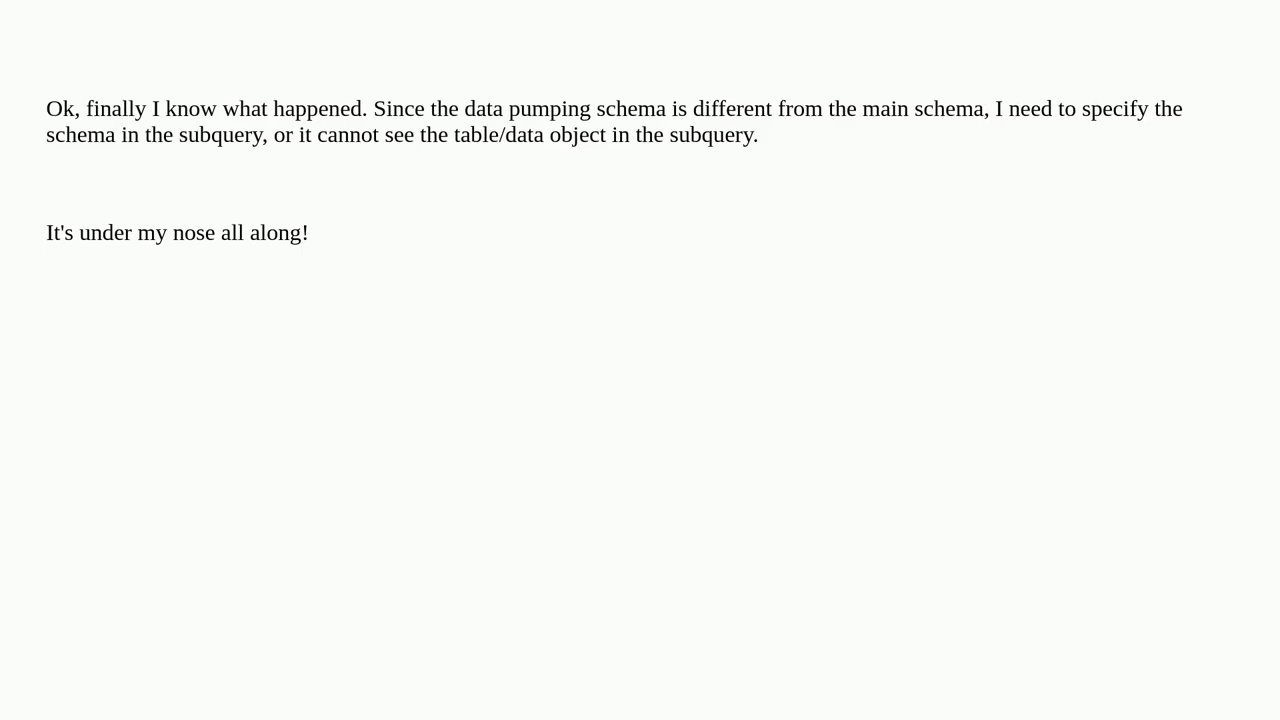 Ok, finally I know what happened. Since the data pumping schema is different from the main schema, I need to specify the
schema in the subquery, or it cannot see the table/data object in the subquery.
It's under my nose all along!